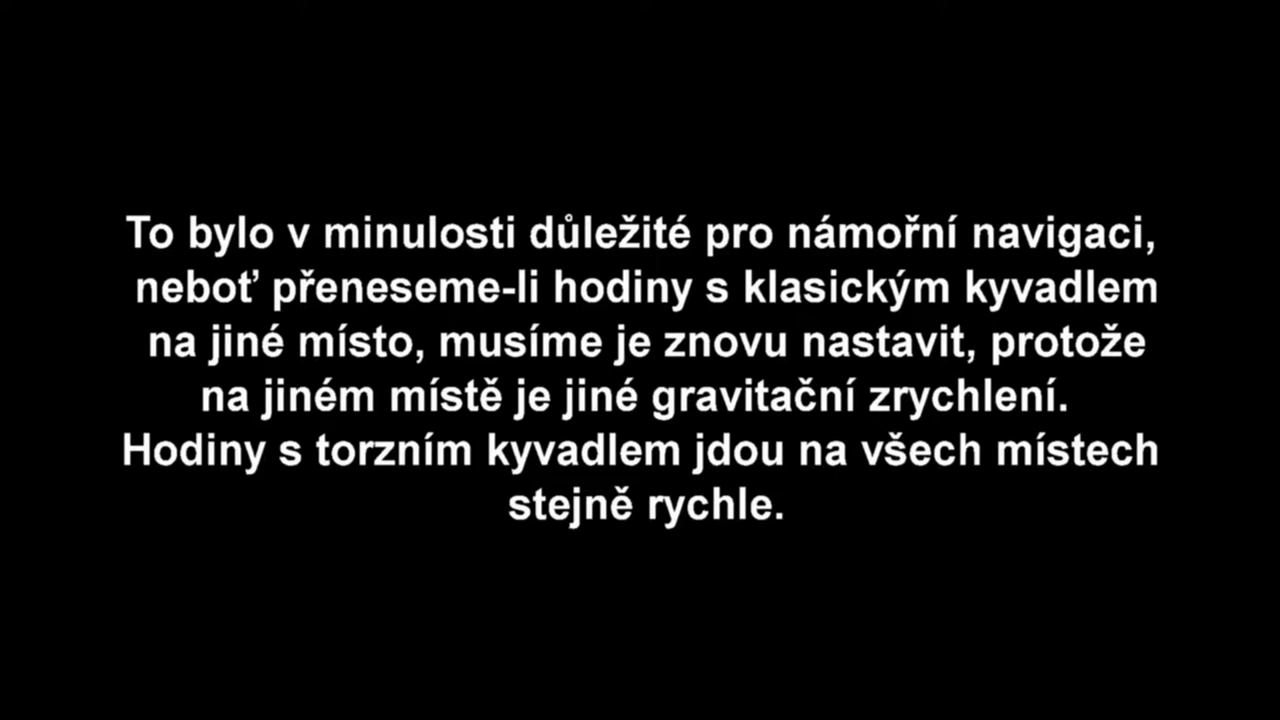 To bylo v minulosti důležité pro námořní navigaci,
neboť přeneseme-li hodiny s klasickým kyvadlem
na jiné místo, musíme je znovu nastavit, protože
na jiném místě je jiné gravitační zrychlení.
Hodiny s torzním kyvadlem jdou na všech místech
stejně rychle.